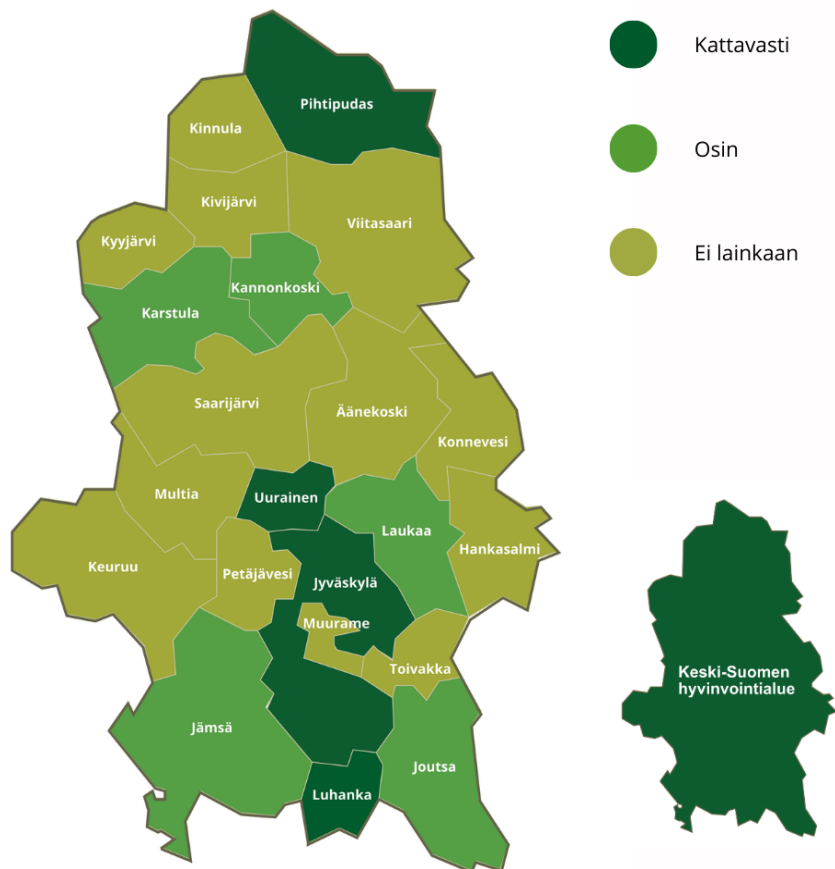 Kattavasti
Osin
Ei lainkaan
Pihtipudas
Kinnula
Kivijärvi
Viitasaari
Kyyjärvi
Kannonkoski
Karstula
Saarijärvi
Äänekoski
Konnevesi
Multia
Uurainen
Laukaa
Hankasalmi
Keuruu
Petäjävesi
Jyväskylä
Muurame
Toivakka
Jämsä
Joutsa
Luhanka
Keski-Suomen
hyvinvointialue